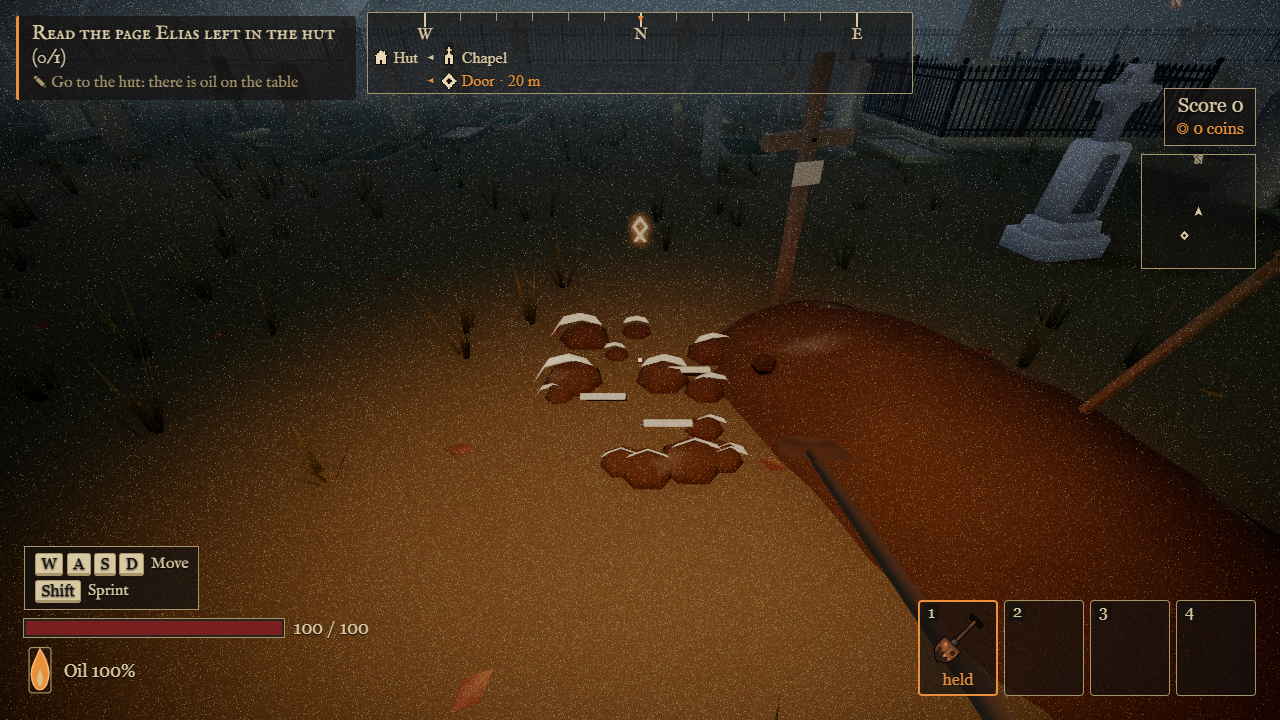 Read the page Elias left in the hut
(0/1)
✎ Go to the hut: there is oil on the table
W N E
Hut ◂ Chapel
◂ Door · 20 m
Score 0
0 coins
W A S D Move
Shift Sprint
100 / 100
Oil 100%
1 2 3 4
held